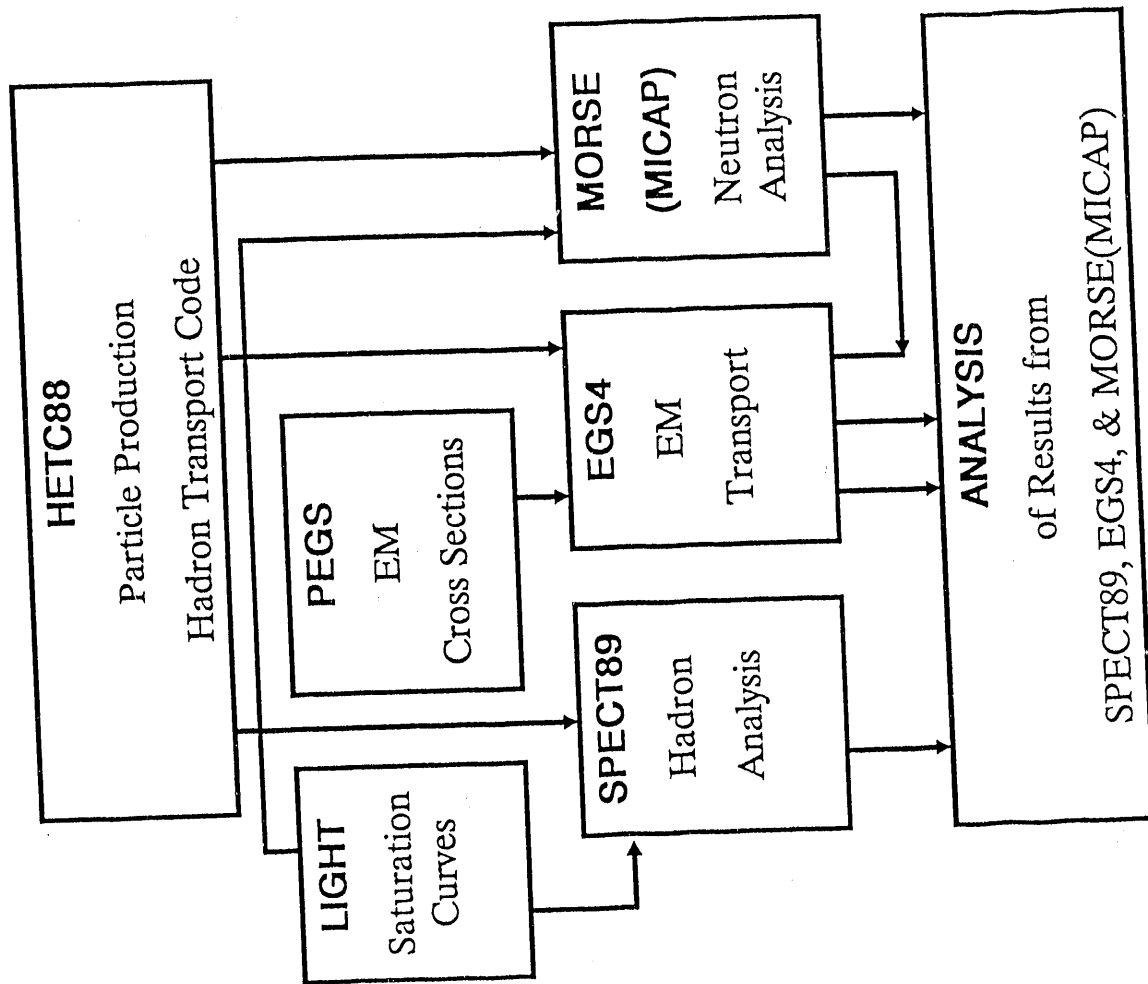 HETC88
Particle Production
Hadron Transport Code
LIGHT
Saturation
Curves
PEGS
EM
Cross Sections
SPECT89
Hadron
Analysis
EGS4
EM
Transport
MORSE
(MICAP)
Neutron
Analysis
ANALYSIS
of Results from
SPECT89, EGS4, & MORSE(MICAP)